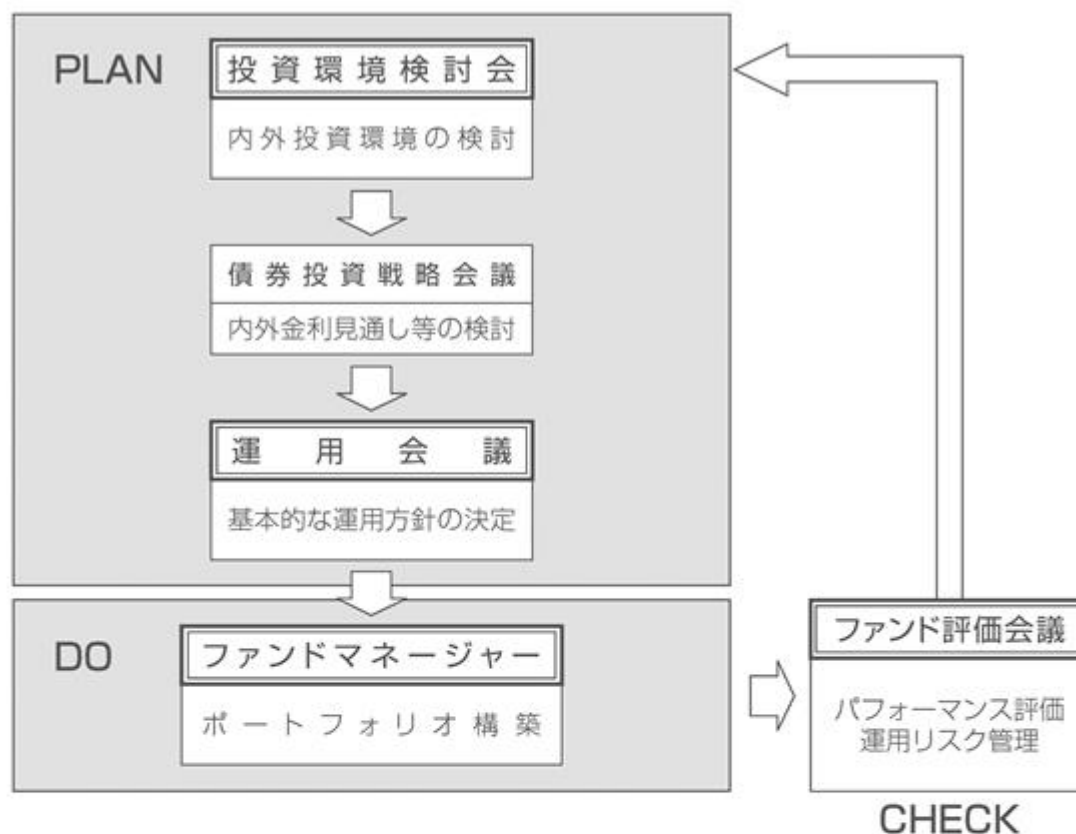 PLAN
投資環境検討会
内外投資環境の検討
債券投資戦略会議
内外金利見通し等の検討
運用会議
基本的な運用方針の決定
DO
ファンドマネージャー
ポートフォリオ構築
ファンド評価会議
パフォーマンス評価
運用リスク管理
CHECK